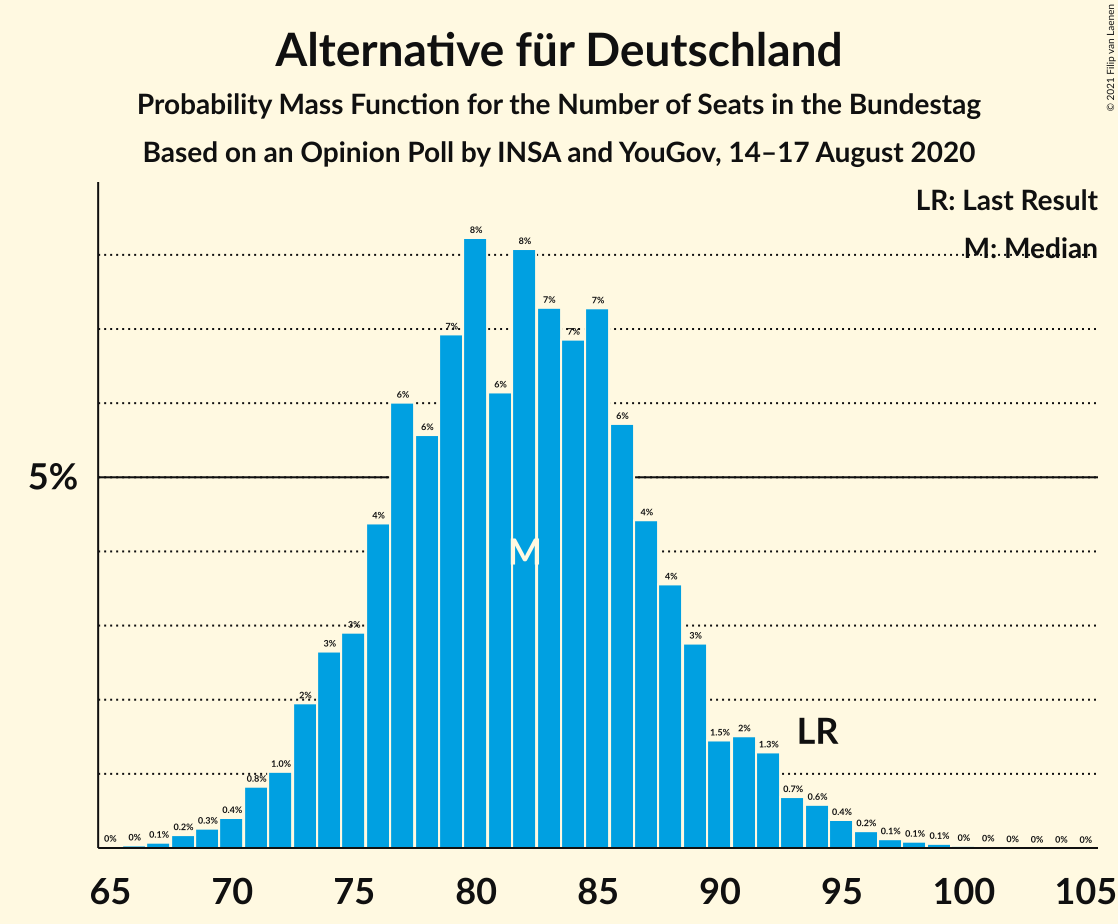 Alternative für Deutschland
Probability Mass Function for the Number of Seats in the Bundestag
Based on an Opinion Poll by INSA and YouGov, 14–17 August 2020
© 2021 Filip van Laenen
LR: Last Result
M: Median
5%
0% 0% 0.1% 0.2% 0.3% 0.4% 0.8% 1.0% 2% 3% 3% 4% 6% 6% 7% 8% 6% 8% 7% 7% 7% 6% 4% 4% 3% 1.5% 2% 1.3% 0.7% 0.6% 0.4% 0.2% 0.1% 0.1% 0.1% 0% 0% 0% 0% 0% 0%
M
LR
65 70 75 80 85 90 95 100 105